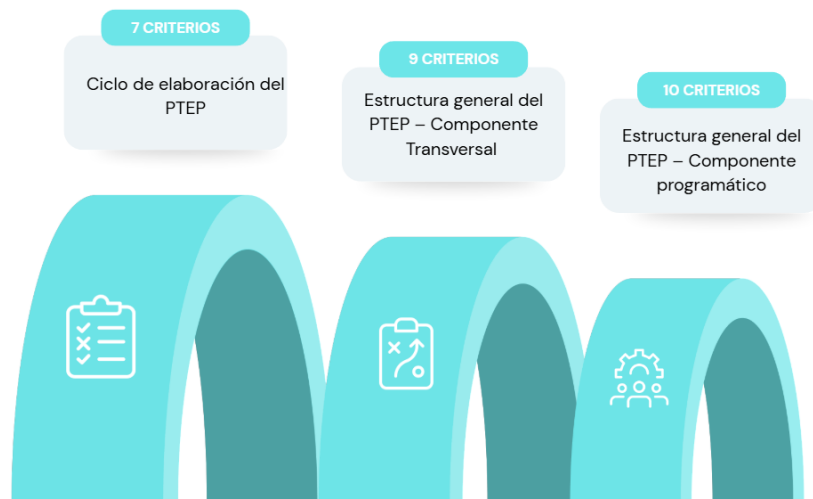 7 CRITERIOS
Ciclo de elaboración del
PTEP
9 CRITERIOS
Estructura general del
PTEP – Componente
Transversal
10 CRITERIOS
Estructura general del
PTEP – Componente
programático